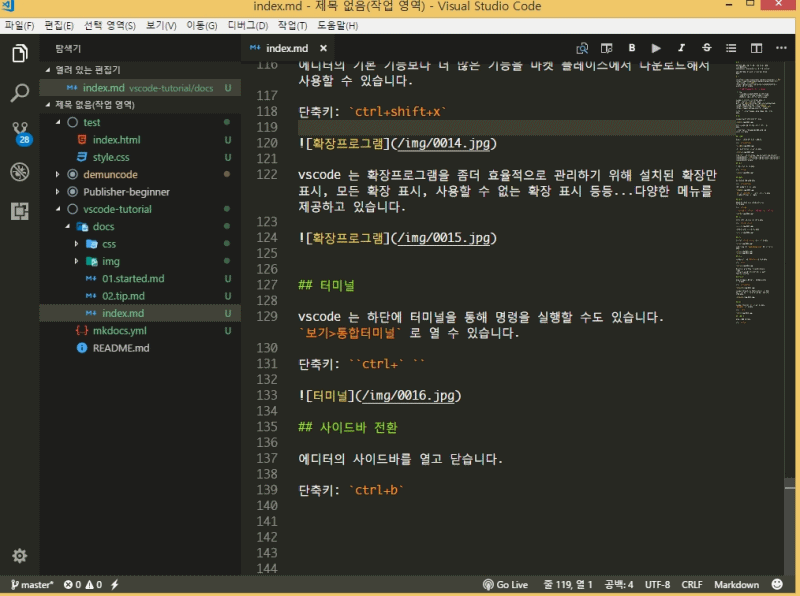 index.md - 제목 없음(작업 영역) - Visual Studio Code
파일(F) 편집(E) 선택 영역(S) 보기(V) 이동(G) 디버그(D) 작업(T) 도움말(H)
탐색기
index.md
열려 있는 편집기
index.md vscode-tutorial/docs U
제목 없음(작업 영역)
test
index.html U
style.css U
demuncode
Publisher-beginner
vscode-tutorial
docs
css
img
01.started.md U
02.tip.md U
index.md U
mkdocs.yml U
README.md
28
116 에디터의 기본 기능보다 더 많은 기능을 마켓 플레이스에서 다운로드해서
사용할 수 있습니다.
117
118 단축키: `ctrl+shift+x`
119
120 ![확장프로그램](/img/0014.jpg)
121
122 vscode 는 확장프로그램을 좀더 효율적으로 관리하기 위해 설치된 확장만
표시, 모든 확장 표시, 사용할 수 없는 확장 표시 등등...다양한 메뉴를
제공하고 있습니다.
123
124 ![확장프로그램](/img/0015.jpg)
125
126
127 ## 터미널
128
129 vscode 는 하단에 터미널을 통해 명령을 실행할 수도 있습니다.
`보기>통합터미널` 로 열 수 있습니다.
130
131 단축키: ``ctrl+` ``
132
133 ![터미널](/img/0016.jpg)
134
135 ## 사이드바 전환
136
137 에디터의 사이드바를 열고 닫습니다.
138
139 단축키: `ctrl+b`
140
141
142
143
144
master* 0 0 Go Live 줄 119, 열 1 공백: 4 UTF-8 CRLF Markdown